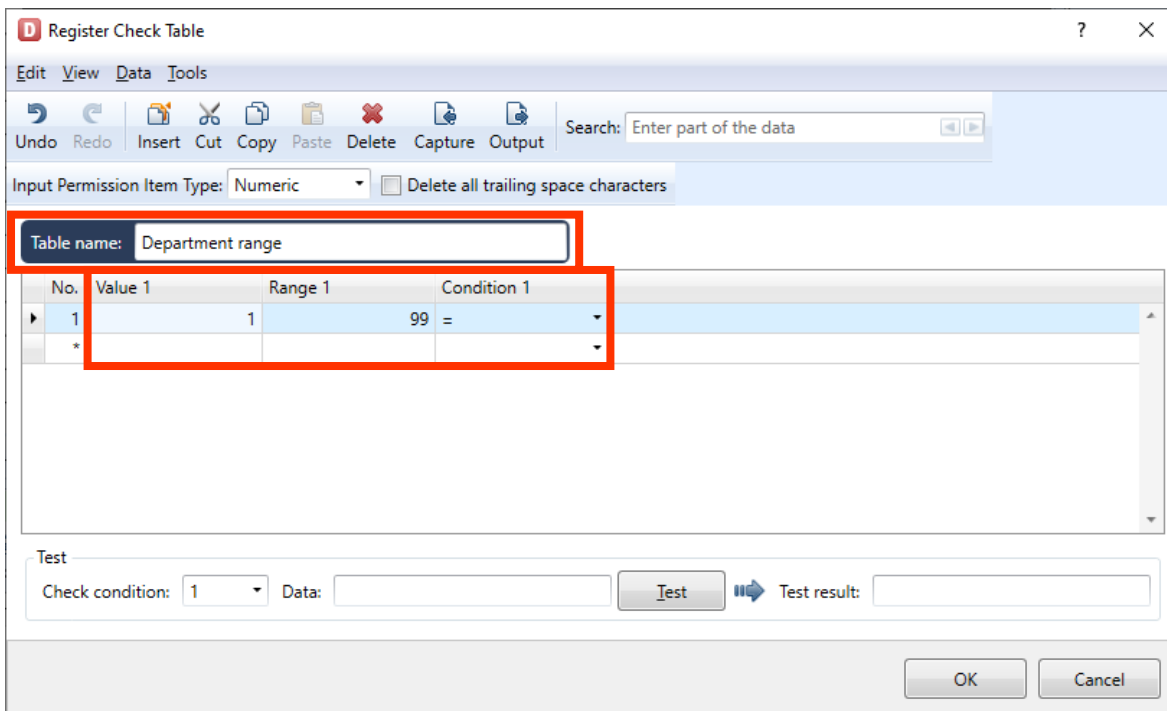 D Register Check Table ? 
Edit View Data Tools
Undo Redo Insert Cut Copy Paste Delete Capture Output Search: Enter part of the data
Input Permission Item Type: Numeric Delete all trailing space characters
Table name: Department range
No. Value 1 Range 1 Condition 1
1 1 99 =
*
Test
Check condition: 1 Data: Test Test result:
OK Cancel